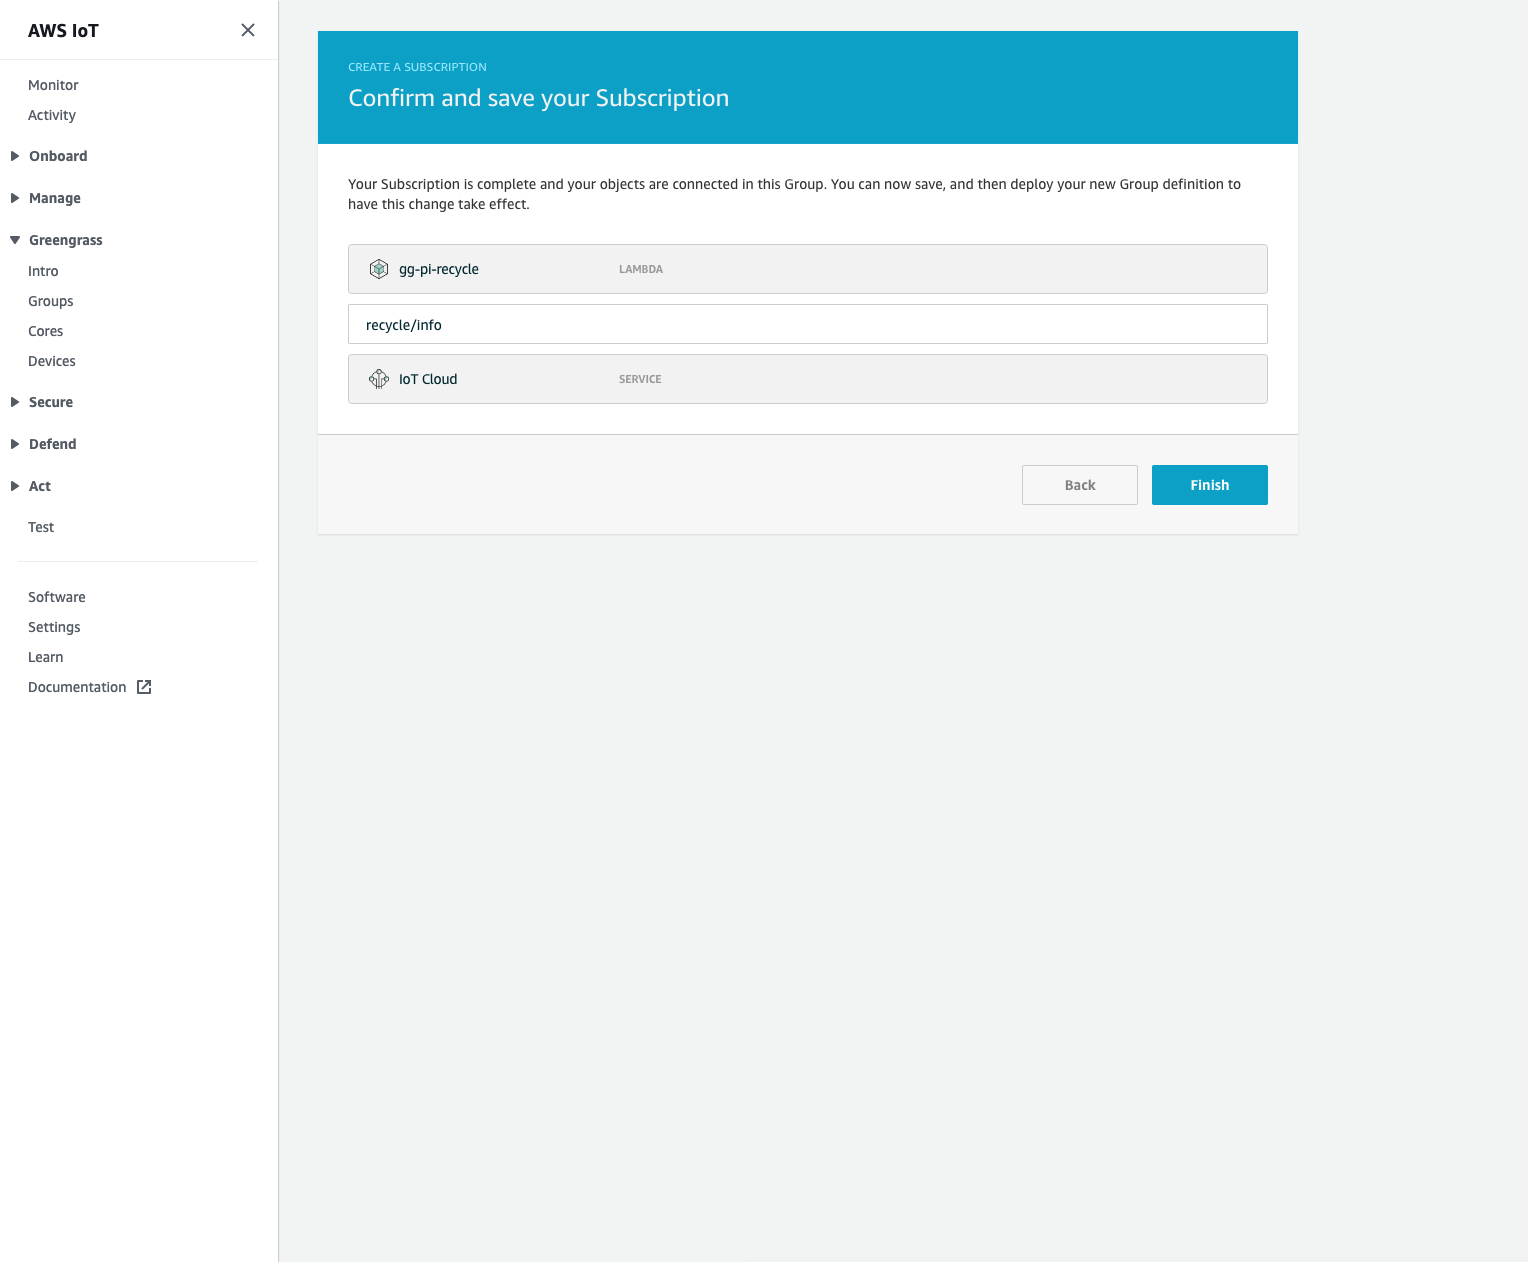 AWS IoT
Monitor
Activity
Onboard
Manage
Greengrass
Intro
Groups
Cores
Devices
Secure
Defend
Act
Test
Software
Settings
Learn
Documentation
CREATE A SUBSCRIPTION
Confirm and save your Subscription
Your Subscription is complete and your objects are connected in this Group. You can now save, and then deploy your new Group definition to
have this change take effect.
gg-pi-recycle LAMBDA
recycle/info
IoT Cloud SERVICE
Back Finish